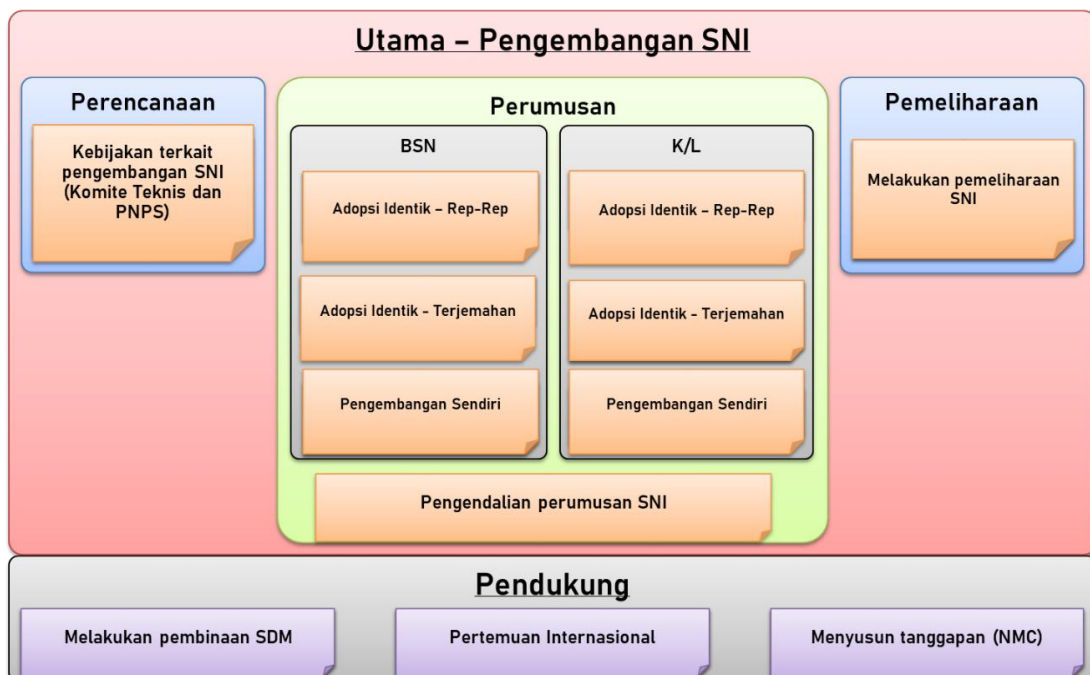 Utama – Pengembangan SNI
Perencanaan
Kebijakan terkait
pengembangan SNI
(Komite Teknis dan
PNPS)
Perumusan
BSN
Adopsi Identik – Rep-Rep
Adopsi Identik - Terjemahan
Pengembangan Sendiri
K/L
Adopsi Identik – Rep-Rep
Adopsi Identik - Terjemahan
Pengembangan Sendiri
Pengendalian perumusan SNI
Pemeliharaan
Melakukan pemeliharaan
SNI
Pendukung
Melakukan pembinaan SDM
Pertemuan Internasional
Menyusun tanggapan (NMC)